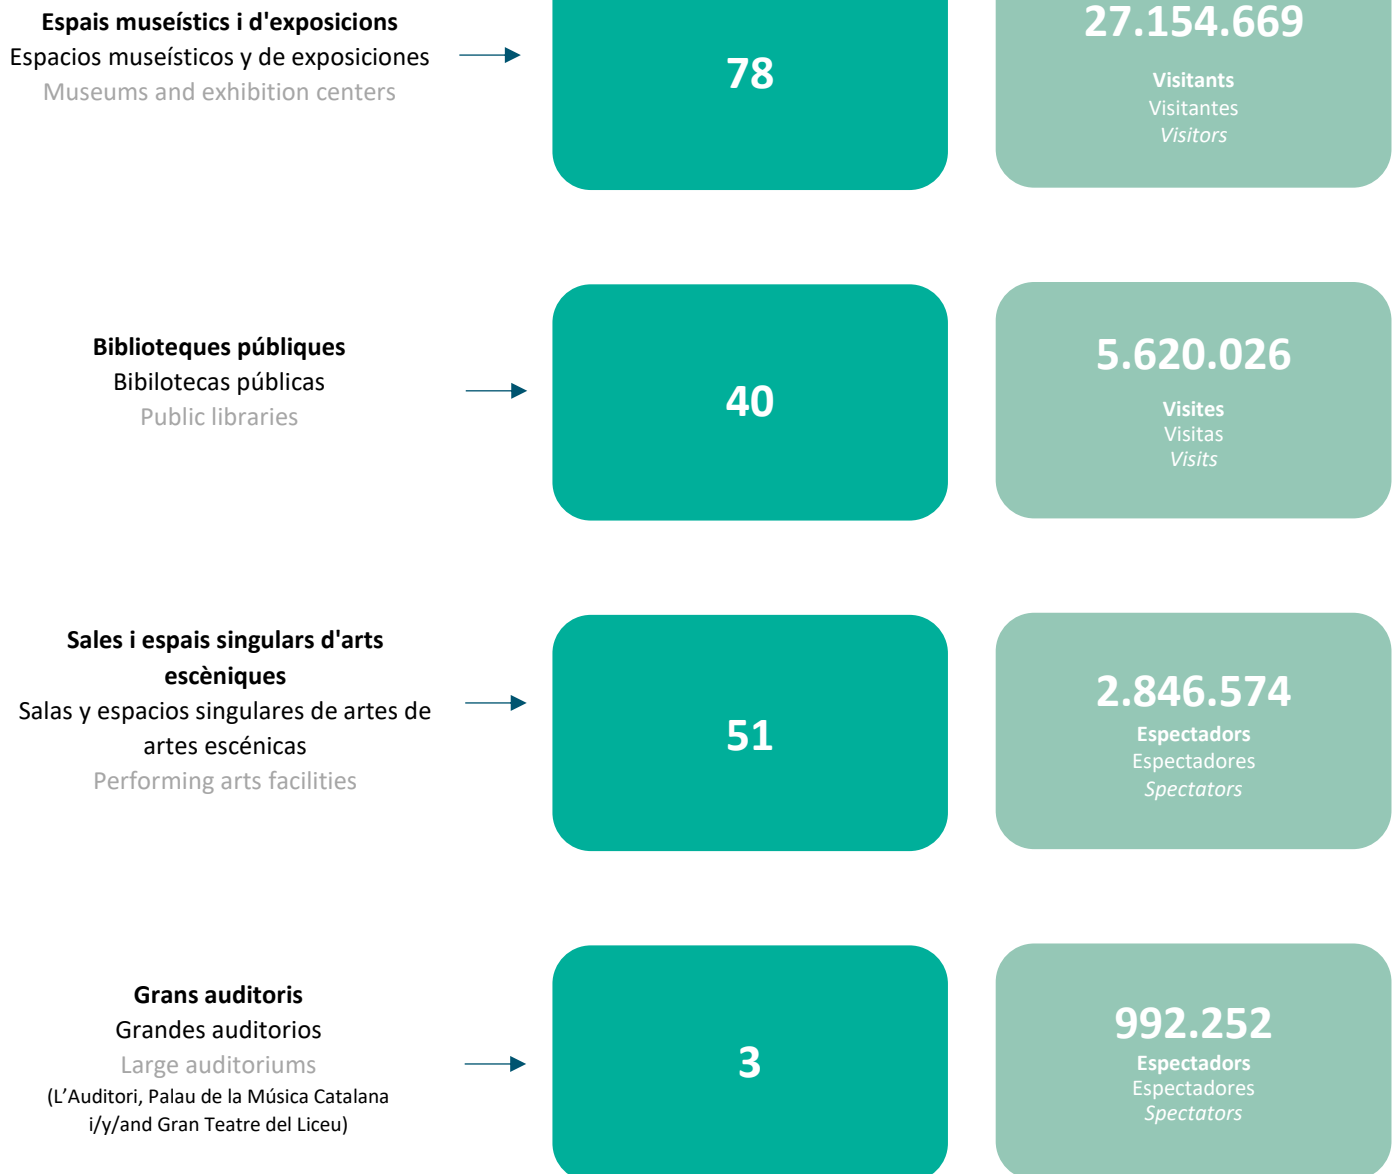 Espais museístics i d'exposicions
Espacios museísticos y de exposiciones
Museums and exhibition centers
78
27.154.669
Visitants
Visitantes
Visitors
Biblioteques públiques
Bibilotecas públicas
Public libraries
40
5.620.026
Visites
Visitas
Visits
Sales i espais singulars d'arts
escèniques
Salas y espacios singulares de artes de
artes escénicas
Performing arts facilities
51
2.846.574
Espectadors
Espectadores
Spectators
Grans auditoris
Grandes auditorios
Large auditoriums
(L’Auditori, Palau de la Música Catalana
i/y/and Gran Teatre del Liceu)
3
992.252
Espectadors
Espectadores
Spectators